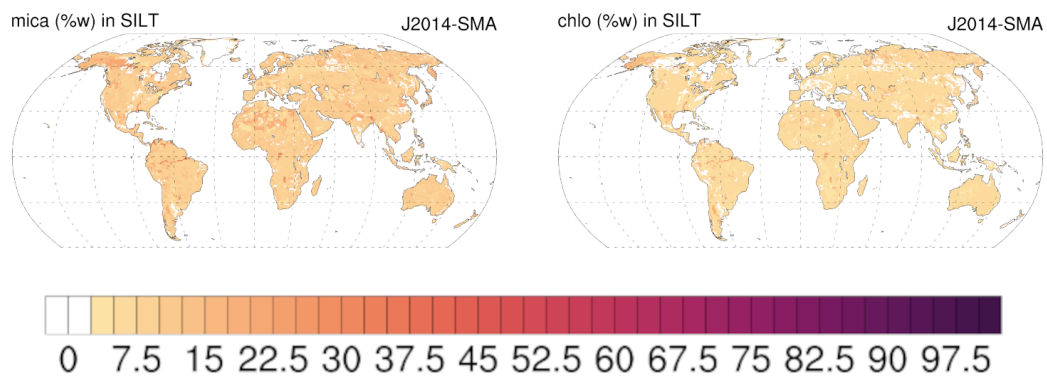 mica (%w) in SILT J2014-SMA
chlo (%w) in SILT J2014-SMA
0 7.5 15 22.5 30 37.5 45 52.5 60 67.5 75 82.5 90 97.5